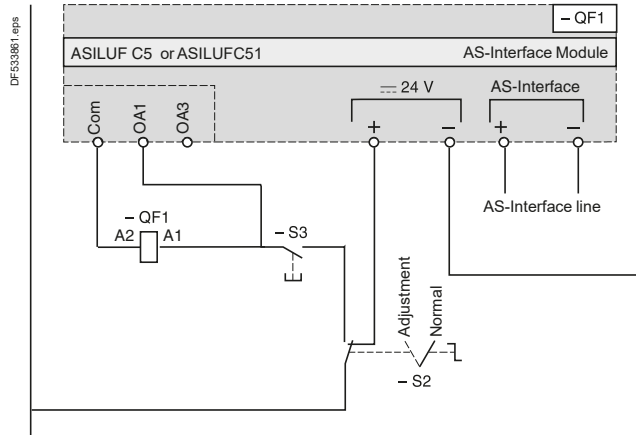 DF533861.eps
– QF1
ASILUF C5 or ASILUFC51 AS-Interface Module
24 V AS-Interface
Com OA1 OA3 + – + –
AS-Interface line
– QF1
A2 A1
– S3
Adjustment Normal
– S2